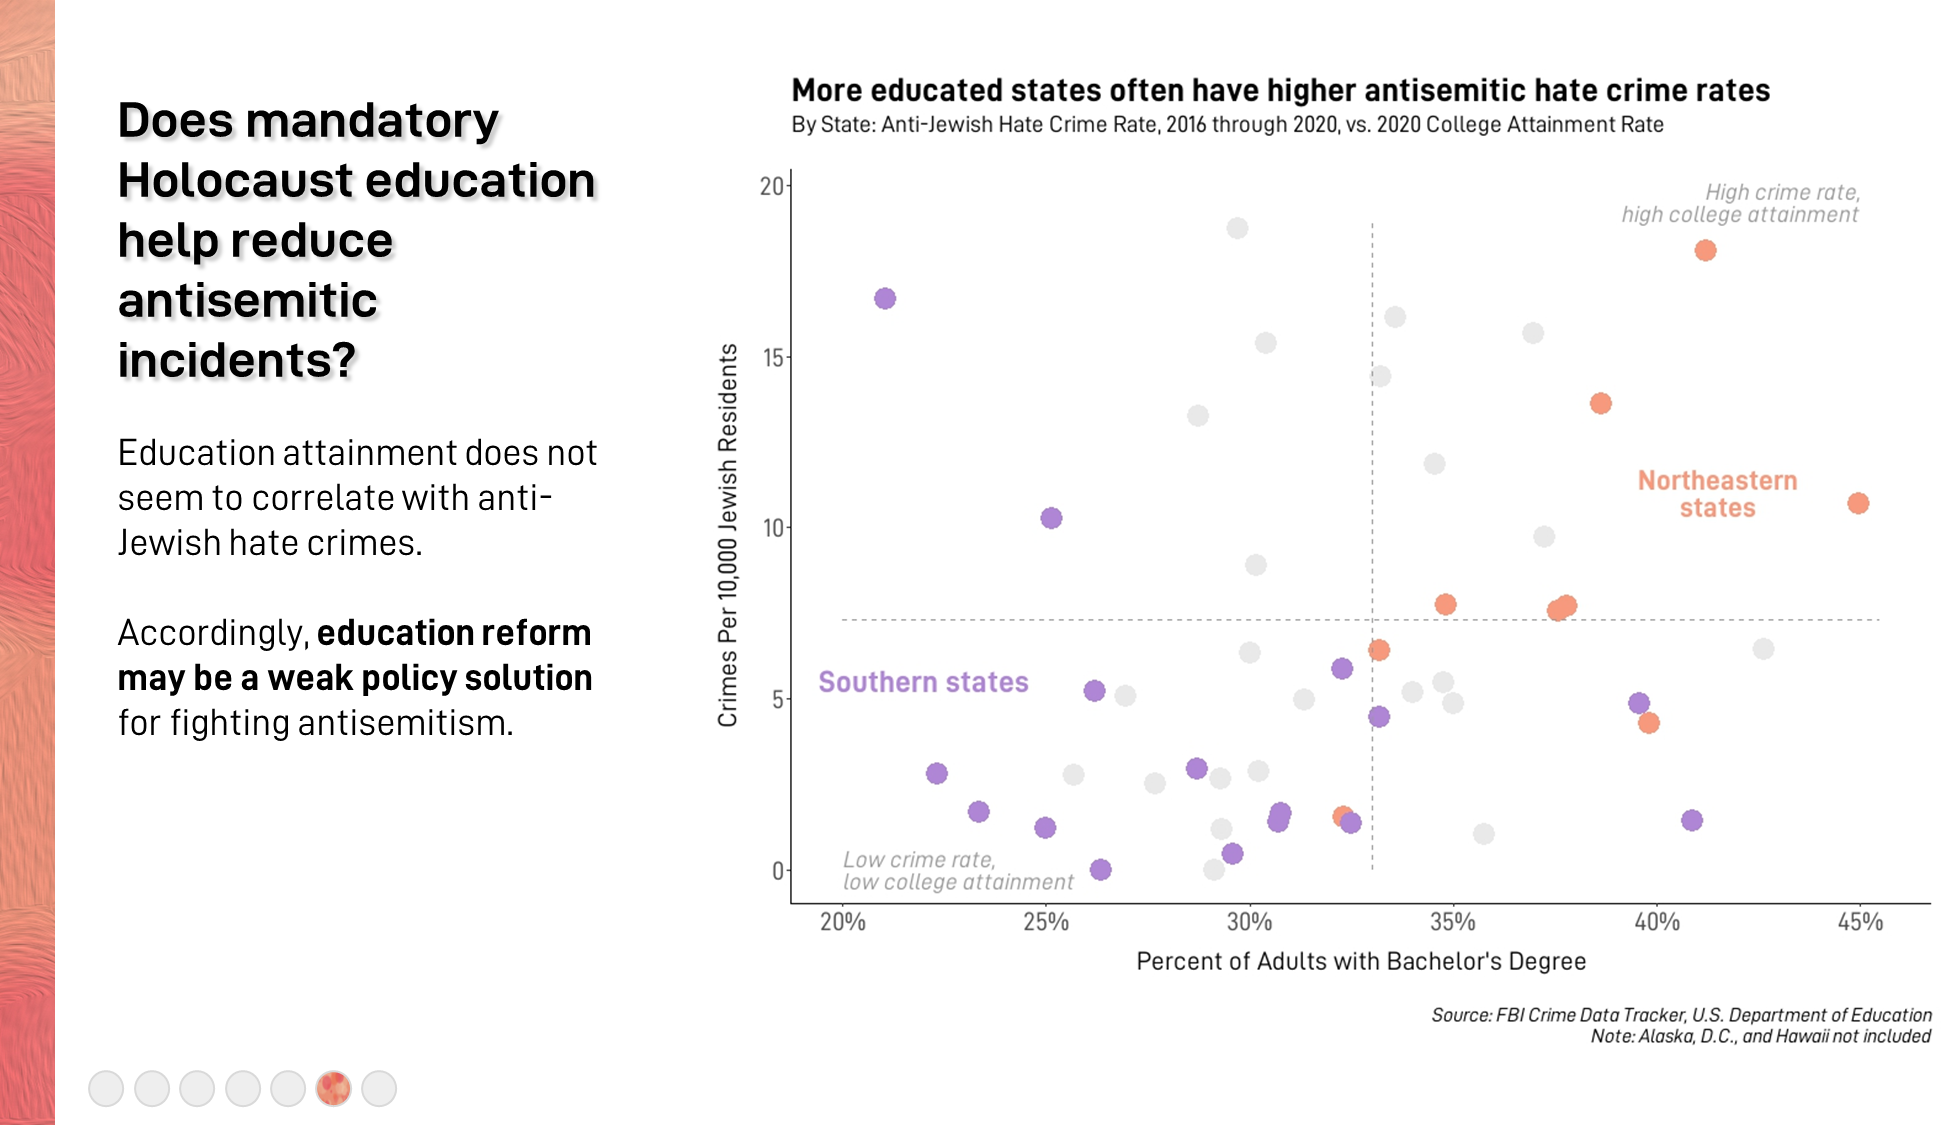 Does mandatory
Holocaust education
help reduce
antisemitic
incidents?
Education attainment does not
seem to correlate with anti-
Jewish hate crimes.
Accordingly, education reform
may be a weak policy solution
for fighting antisemitism.
More educated states often have higher antisemitic hate crime rates
By State: Anti-Jewish Hate Crime Rate, 2016 through 2020, vs. 2020 College Attainment Rate
Crimes Per 10,000 Jewish Residents
20
15
10
5
0
High crime rate,
high college attainment
Northeastern
states
Southern states
Low crime rate,
low college attainment
20%
25%
30%
35%
40%
45%
Percent of Adults with Bachelor's Degree
Source: FBI Crime Data Tracker, U.S. Department of Education
Note: Alaska, D.C., and Hawaii not included